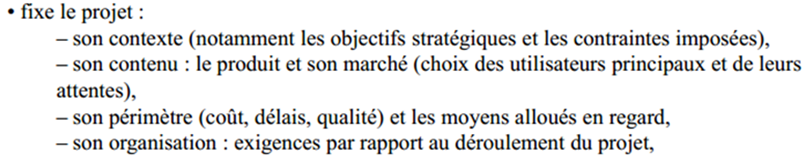 • fixe le projet :
– son contexte (notamment les objectifs stratégiques et les contraintes imposées),
– son contenu : le produit et son marché (choix des utilisateurs principaux et de leurs
attentes),
– son périmètre (coût, délais, qualité) et les moyens alloués en regard,
– son organisation : exigences par rapport au déroulement du projet,